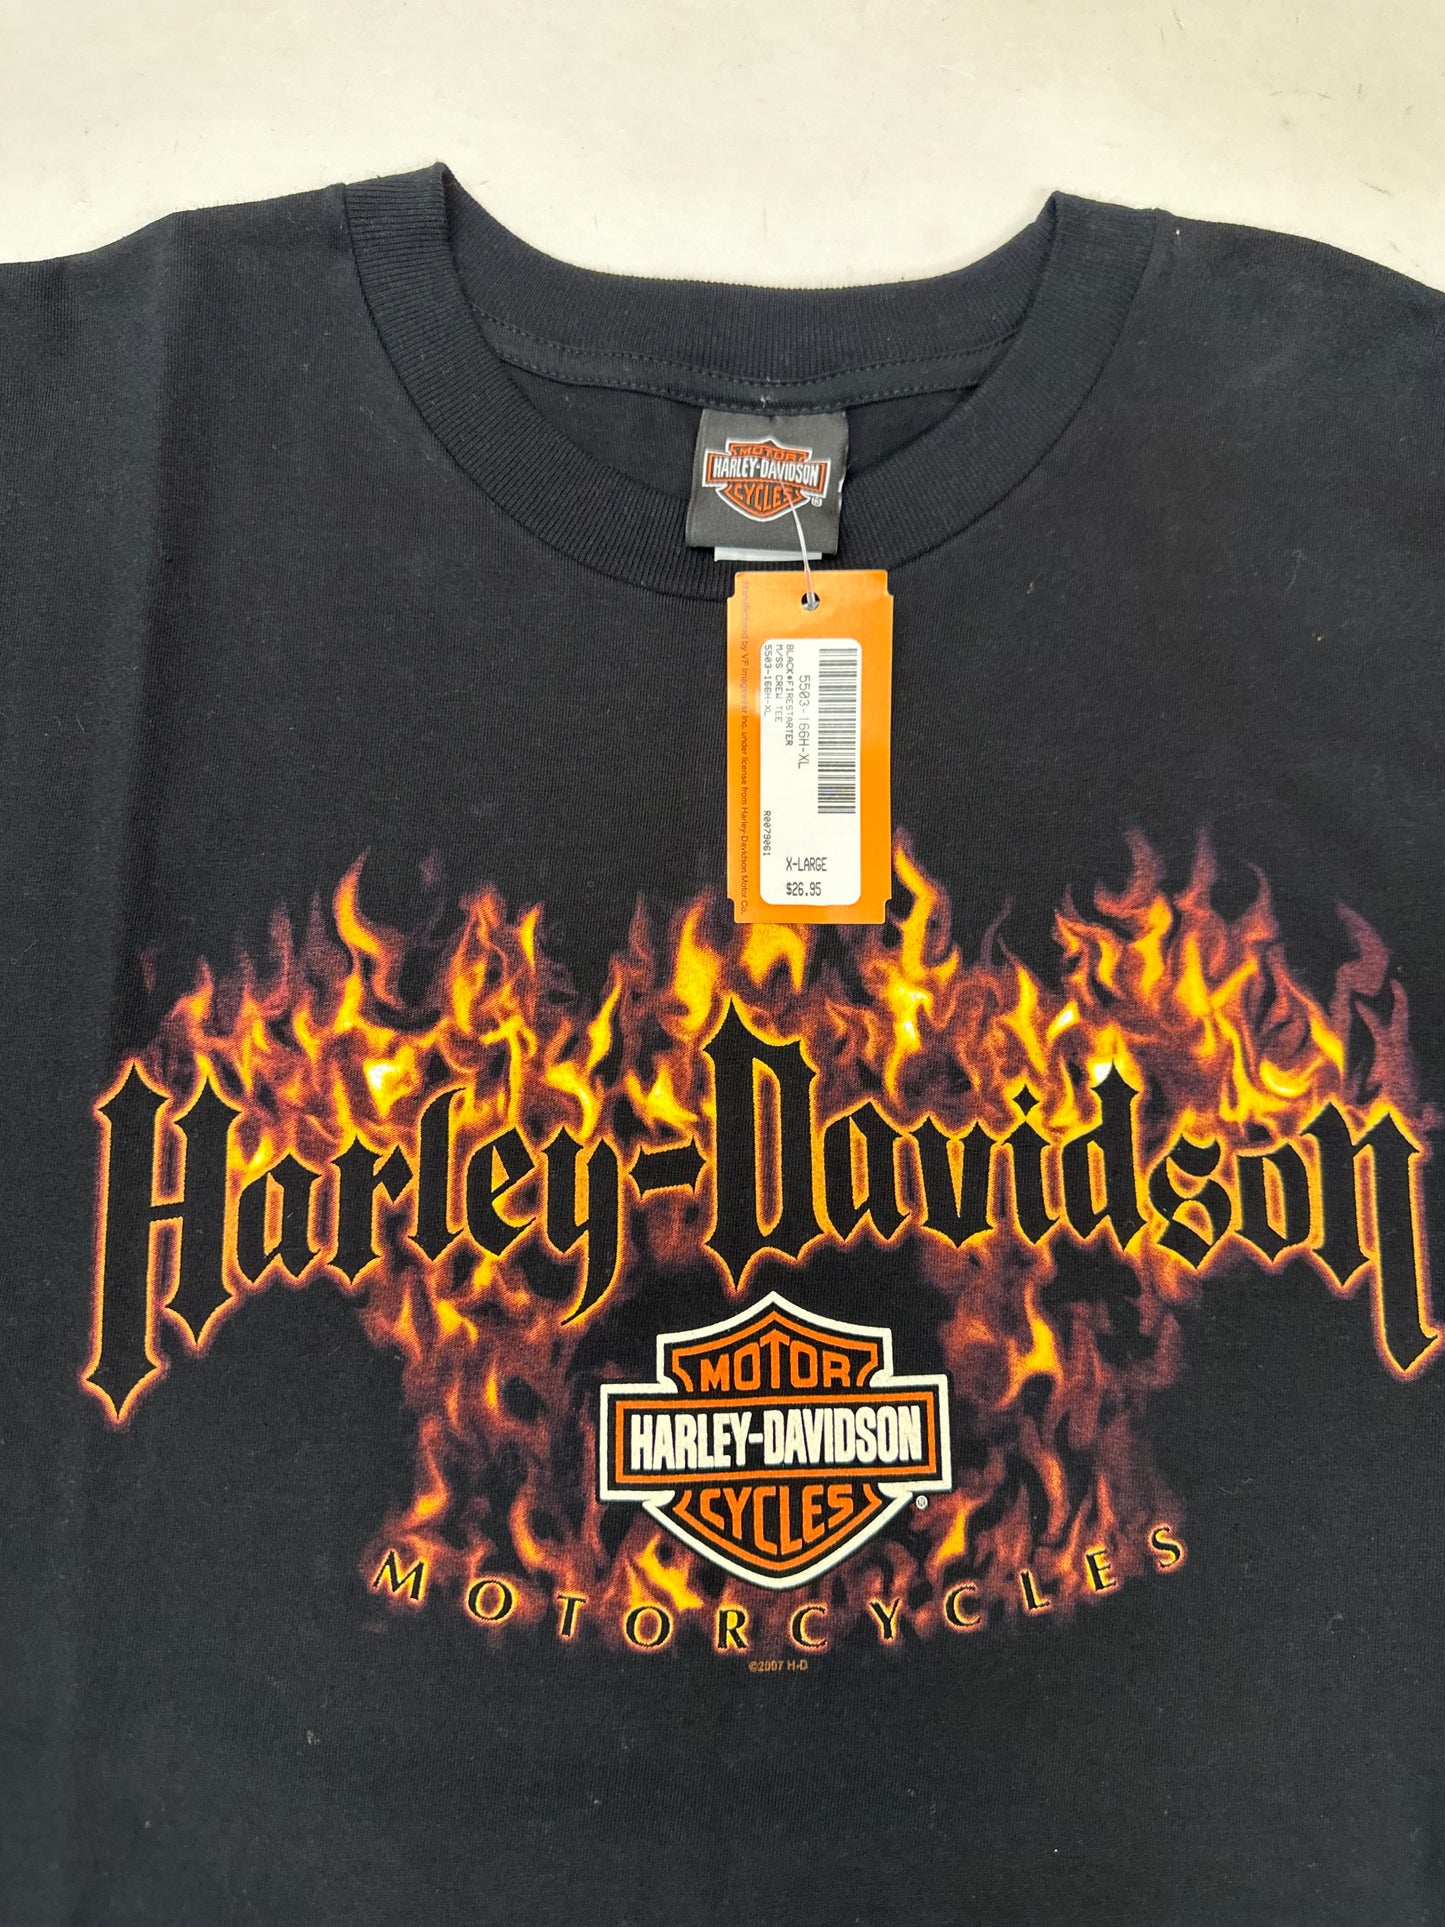 MOTOR
HARLEY-DAVIDSON
CYCLES
Manufactured by VF Imagewear Inc. under license from Harley-Davidson Motor Co.
5503-166H-XL
BLACK*FIRESTARTER
M/SS CREW TEE
5503-166H-XL
R0079061
X-LARGE
$26.95
Harley-Davidson
MOTOR
HARLEY-DAVIDSON
CYCLES
®
MOTORCYCLES
©2007 H-D